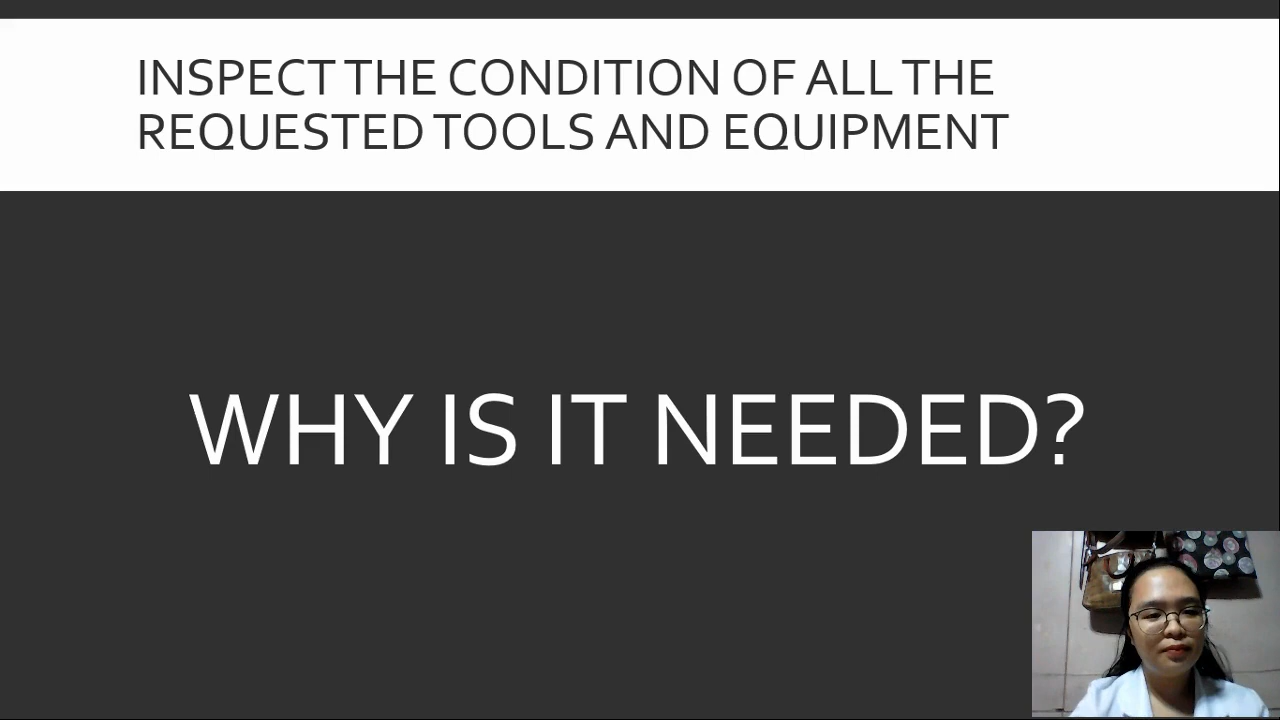 INSPECT THE CONDITION OF ALL THE
REQUESTED TOOLS AND EQUIPMENT
WHY IS IT NEEDED?